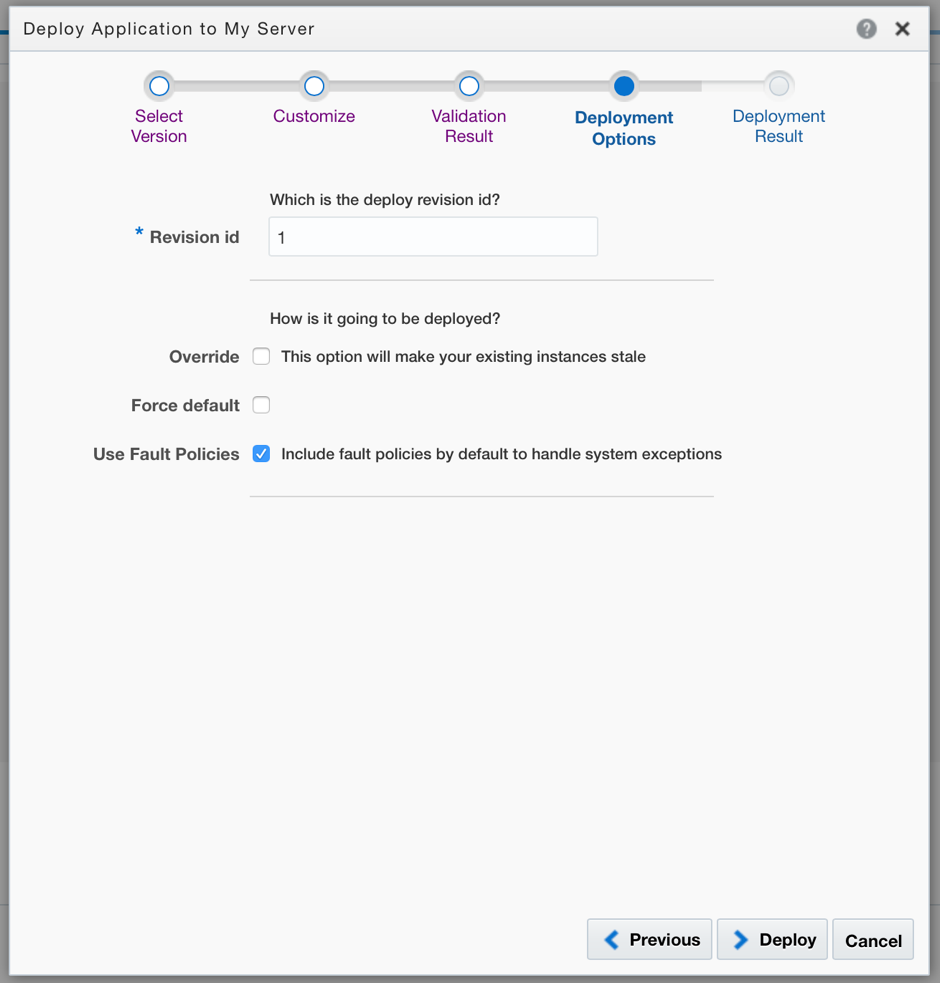 Deploy Application to My Server
?
Select
Version
Customize
Validation
Result
Deployment
Options
Deployment
Result
Which is the deploy revision id?
* Revision id
1
How is it going to be deployed?
Override This option will make your existing instances stale
Force default
Use Fault Policies Include fault policies by default to handle system exceptions
Previous Deploy Cancel